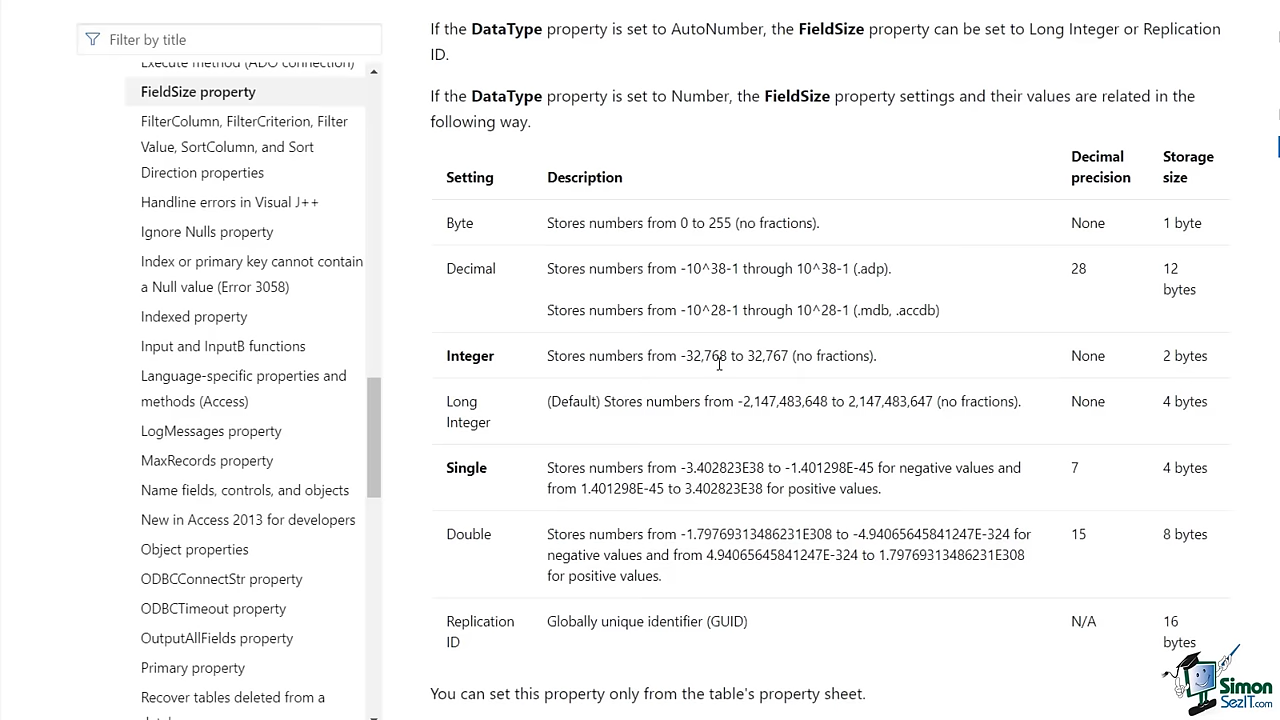 Filter by title
Execute method (ADO connection)
FieldSize property
FilterColumn, FilterCriterion, Filter
Value, SortColumn, and Sort
Direction properties
Handline errors in Visual J++
Ignore Nulls property
Index or primary key cannot contain
a Null value (Error 3058)
Indexed property
Input and InputB functions
Language-specific properties and
methods (Access)
LogMessages property
MaxRecords property
Name fields, controls, and objects
New in Access 2013 for developers
Object properties
ODBCConnectStr property
ODBCTimeout property
OutputAllFields property
Primary property
Recover tables deleted from a
If the DataType property is set to AutoNumber, the FieldSize property can be set to Long Integer or Replication
ID.
If the DataType property is set to Number, the FieldSize property settings and their values are related in the
following way.
Setting Description Decimal precision Storage size
Byte Stores numbers from 0 to 255 (no fractions). None 1 byte
Decimal Stores numbers from -10^38-1 through 10^38-1 (.adp). 28 12 bytes
Stores numbers from -10^28-1 through 10^28-1 (.mdb, .accdb)
Integer Stores numbers from -32,768 to 32,767 (no fractions). None 2 bytes
Long Integer (Default) Stores numbers from -2,147,483,648 to 2,147,483,647 (no fractions). None 4 bytes
Single Stores numbers from -3.402823E38 to -1.401298E-45 for negative values and 7 4 bytes
from 1.401298E-45 to 3.402823E38 for positive values.
Double Stores numbers from -1.79769313486231E308 to -4.94065645841247E-324 for 15 8 bytes
negative values and from 4.94065645841247E-324 to 1.79769313486231E308
for positive values.
Replication ID Globally unique identifier (GUID) N/A 16 bytes
You can set this property only from the table's property sheet.
Simon
SezIT.com